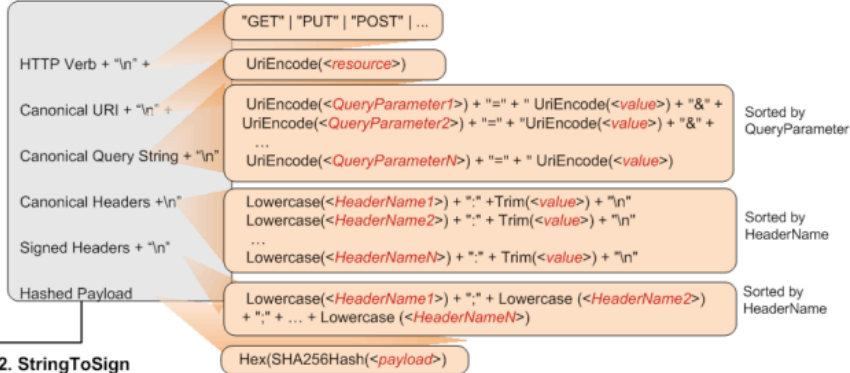 "GET" | "PUT" | "POST" | ...
HTTP Verb + "\n" +
UriEncode(<resource>)
Canonical URI + "\n" +
UriEncode(<QueryParameter1>) + "=" + " UriEncode(<value>) + "&" +
UriEncode(<QueryParameter2>) + "=" + "UriEncode(<value>) + "&" +
...
UriEncode(<QueryParameterN>) + "=" + " UriEncode(<value>)
Sorted by
QueryParameter
Canonical Query String + "\n"
Canonical Headers +\n"
Lowercase(<HeaderName1>) + ":" +Trim(<value>) + "\n"
Lowercase(<HeaderName2>) + ":" + Trim(<value>) + "\n"
...
Lowercase(<HeaderNameN>) + ":" + Trim(<value>) + "\n"
Sorted by
HeaderName
Signed Headers + "\n"
Hashed Payload
Lowercase(<HeaderName1>) + ";" + Lowercase (<HeaderName2>)
+ ";" + ... + Lowercase (<HeaderNameN>)
Sorted by
HeaderName
Hex(SHA256Hash(<payload>)
2. StringToSign